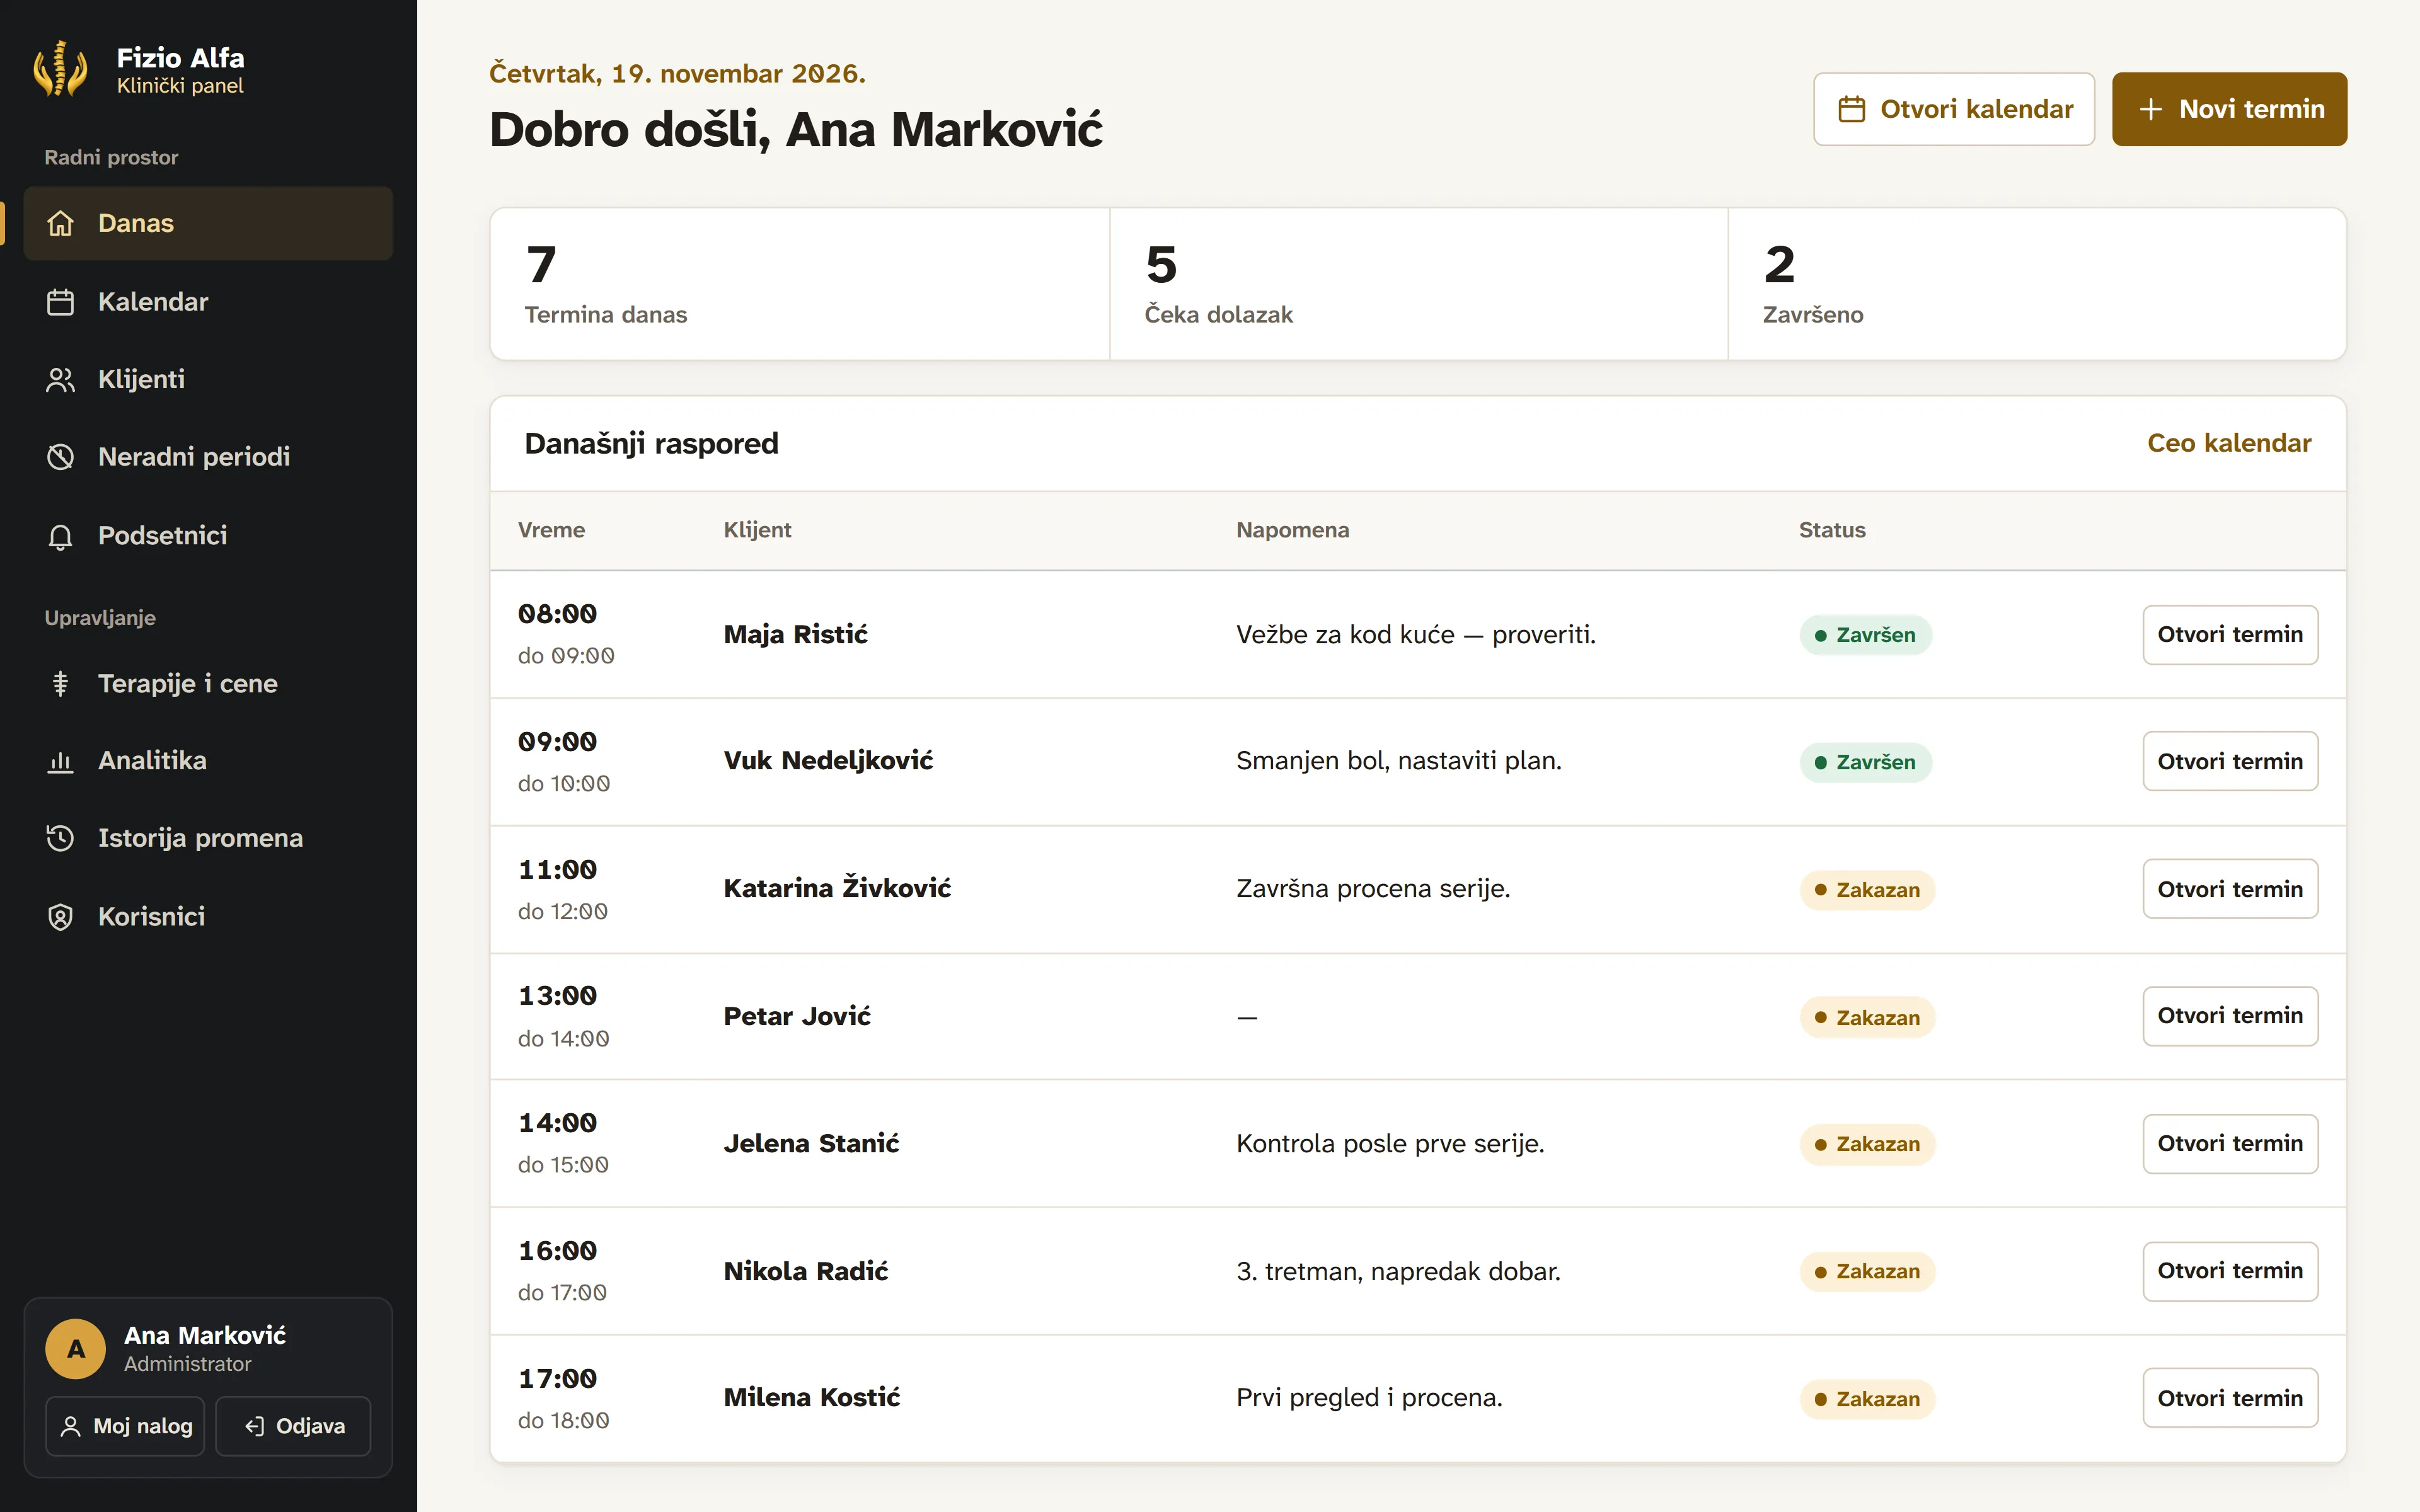 Fizio Alfa
Klinički panel
Radni prostor
Danas
Kalendar
Klijenti
Neradni periodi
Podsetnici
Upravljanje
Terapije i cene
Analitika
Istorija promena
Korisnici
A
Ana Marković
Administrator
Moj nalog
Odjava
Četvrtak, 19. novembar 2026.
Dobro došli, Ana Marković
Otvori kalendar
Novi termin
7
Termina danas
5
Čeka dolazak
2
Završeno
Današnji raspored
Ceo kalendar
Vreme Klijent Napomena Status
08:00
do 09:00
Maja Ristić
Vežbe za kod kuće — proveriti.
Završen
Otvori termin
09:00
do 10:00
Vuk Nedeljković
Smanjen bol, nastaviti plan.
Završen
Otvori termin
11:00
do 12:00
Katarina Živković
Završna procena serije.
Zakazan
Otvori termin
13:00
do 14:00
Petar Jović
—
Zakazan
Otvori termin
14:00
do 15:00
Jelena Stanić
Kontrola posle prve serije.
Zakazan
Otvori termin
16:00
do 17:00
Nikola Radić
3. tretman, napredak dobar.
Zakazan
Otvori termin
17:00
do 18:00
Milena Kostić
Prvi pregled i procena.
Zakazan
Otvori termin